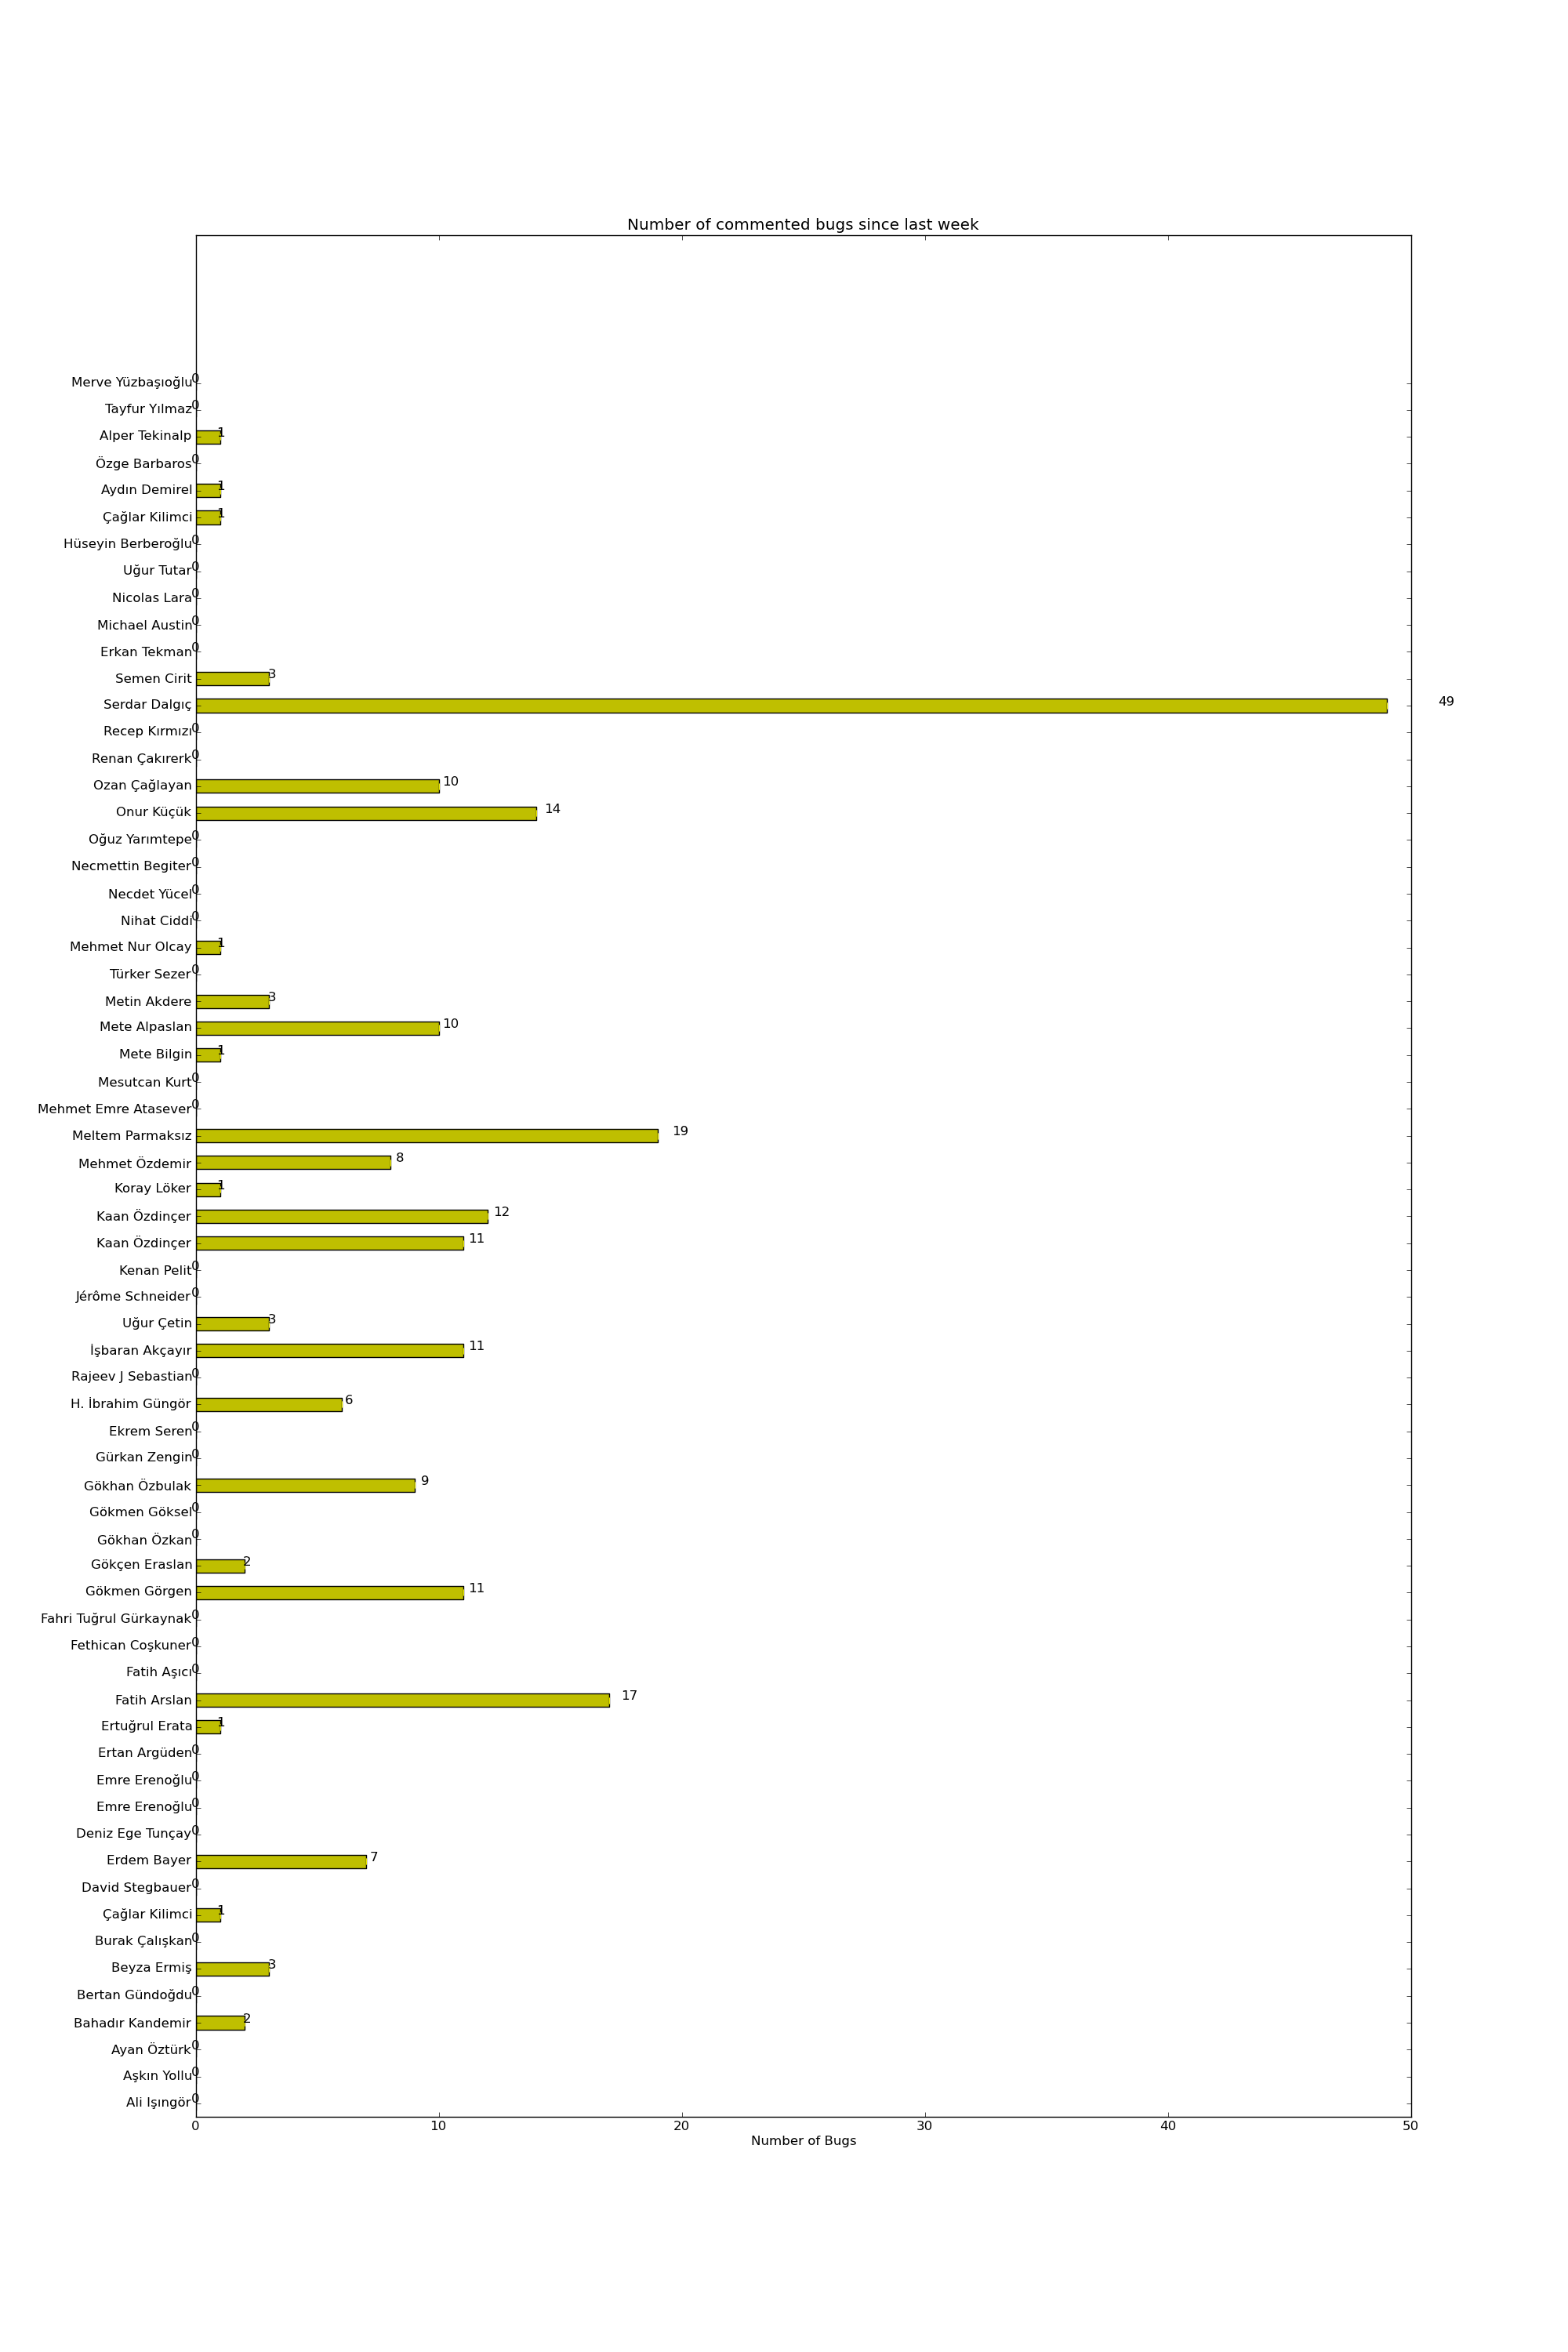 Number of commented bugs since last week
Merve Yüzbaşıoğlu 0
Tayfur Yılmaz 0
Alper Tekinalp 1
Özge Barbaros 0
Aydın Demirel 1
Çağlar Kilimci 1
Hüseyin Berberoğlu 0
Uğur Tutar 0
Nicolas Lara 0
Michael Austin 0
Erkan Tekman 0
Semen Cirit 3
Serdar Dalgıç 49
Recep Kırmızı 0
Renan Çakırerk 0
Ozan Çağlayan 10
Onur Küçük 14
Oğuz Yarımtepe 0
Necmettin Begiter 0
Necdet Yücel 0
Nihat Ciddi 0
Mehmet Nur Olcay 1
Türker Sezer 0
Metin Akdere 3
Mete Alpaslan 10
Mete Bilgin 1
Mesutcan Kurt 0
Mehmet Emre Atasever 0
Meltem Parmaksız 19
Mehmet Özdemir 8
Koray Löker 1
Kaan Özdinçer 12
Kaan Özdinçer 11
Kenan Pelit 0
Jérôme Schneider 0
Uğur Çetin 3
İşbaran Akçayır 11
Rajeev J Sebastian 0
H. İbrahim Güngör 6
Ekrem Seren 0
Gürkan Zengin 0
Gökhan Özbulak 9
Gökmen Göksel 0
Gökhan Özkan 0
Gökçen Eraslan 2
Gökmen Görgen 11
Fahri Tuğrul Gürkaynak 0
Fethican Coşkuner 0
Fatih Aşıcı 0
Fatih Arslan 17
Ertuğrul Erata 1
Ertan Argüden 0
Emre Erenoğlu 0
Emre Erenoğlu 0
Deniz Ege Tunçay 0
Erdem Bayer 7
David Stegbauer 0
Çağlar Kilimci 1
Burak Çalışkan 0
Beyza Ermiş 3
Bertan Gündoğdu 0
Bahadır Kandemir 2
Ayan Öztürk 0
Aşkın Yollu 0
Ali Işıngör 0
0 10 20 30 40 50
Number of Bugs